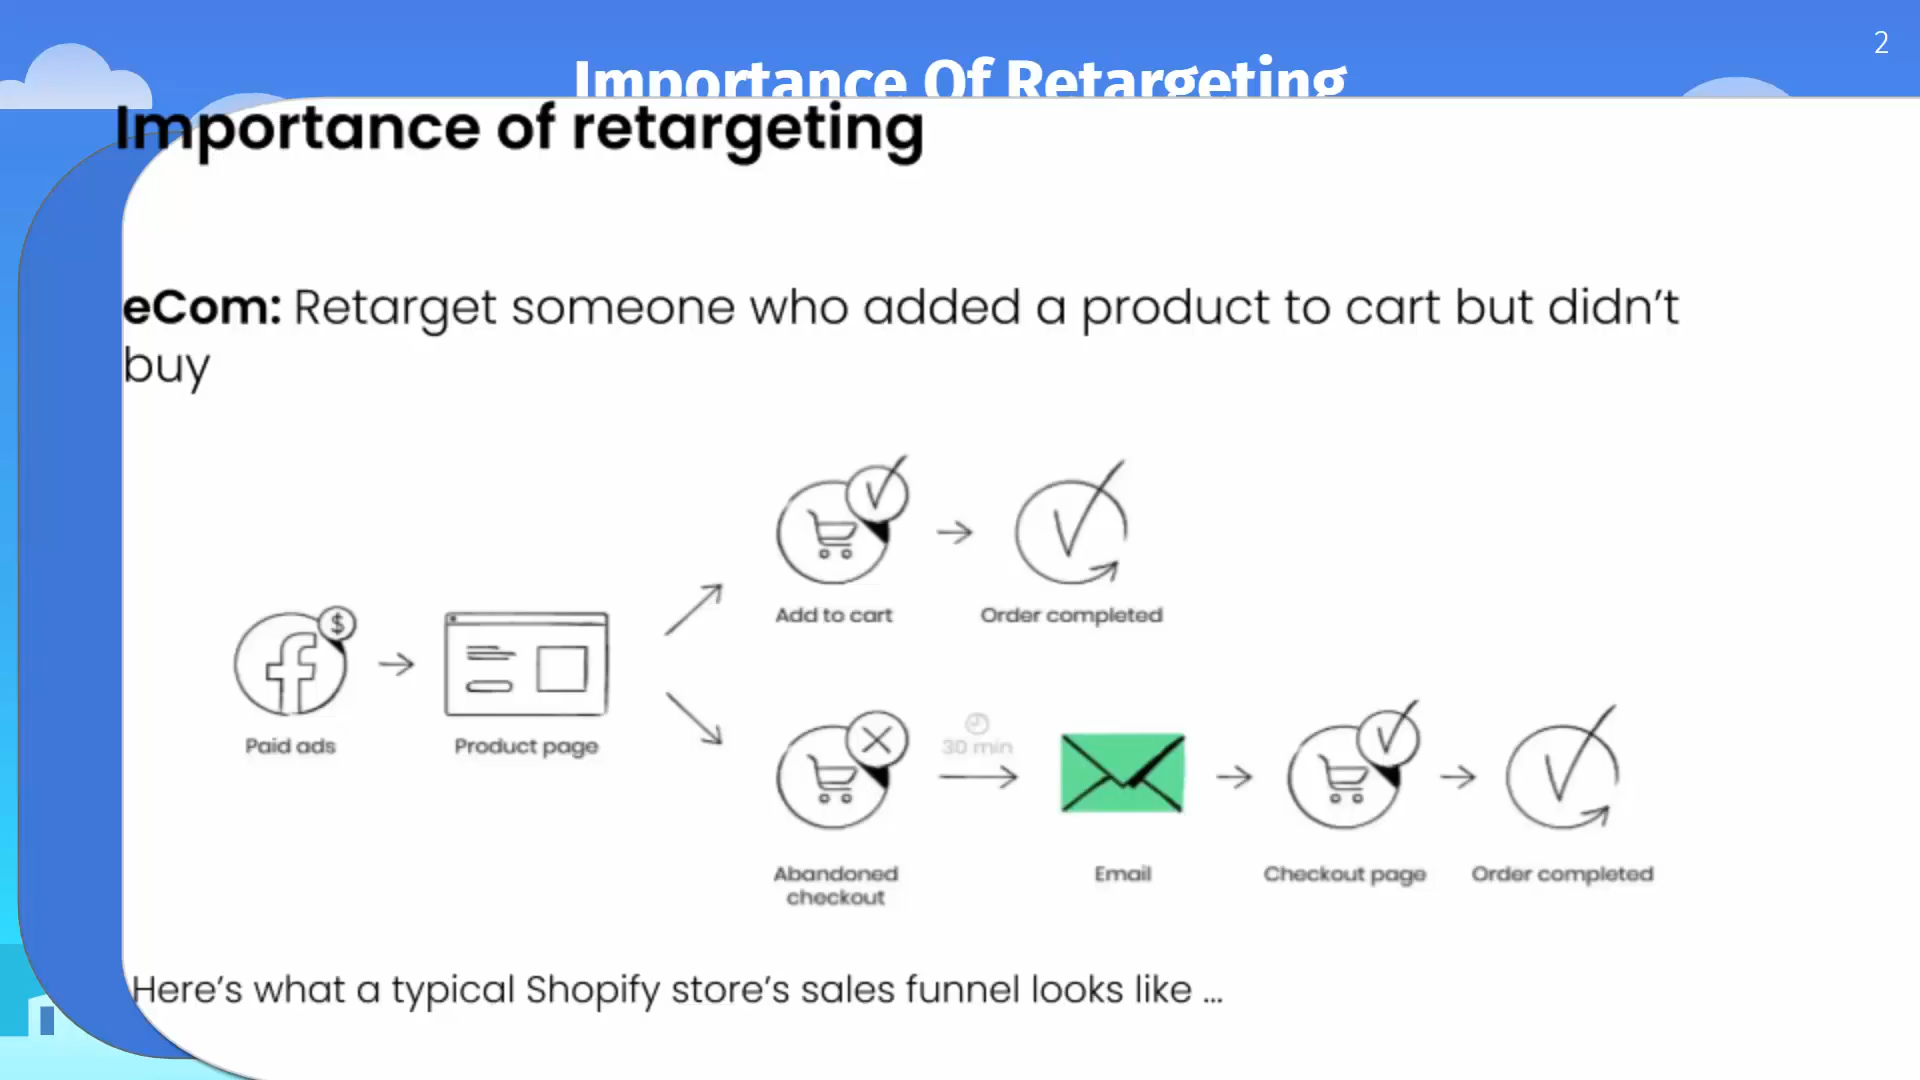 2
Importance Of Retargeting
Importance of retargeting
eCom: Retarget someone who added a product to cart but didn’t
buy
Add to cart
Order completed
$
Paid ads
Product page
30 min
Abandoned
checkout
Email
Checkout page
Order completed
Here’s what a typical Shopify store’s sales funnel looks like ...